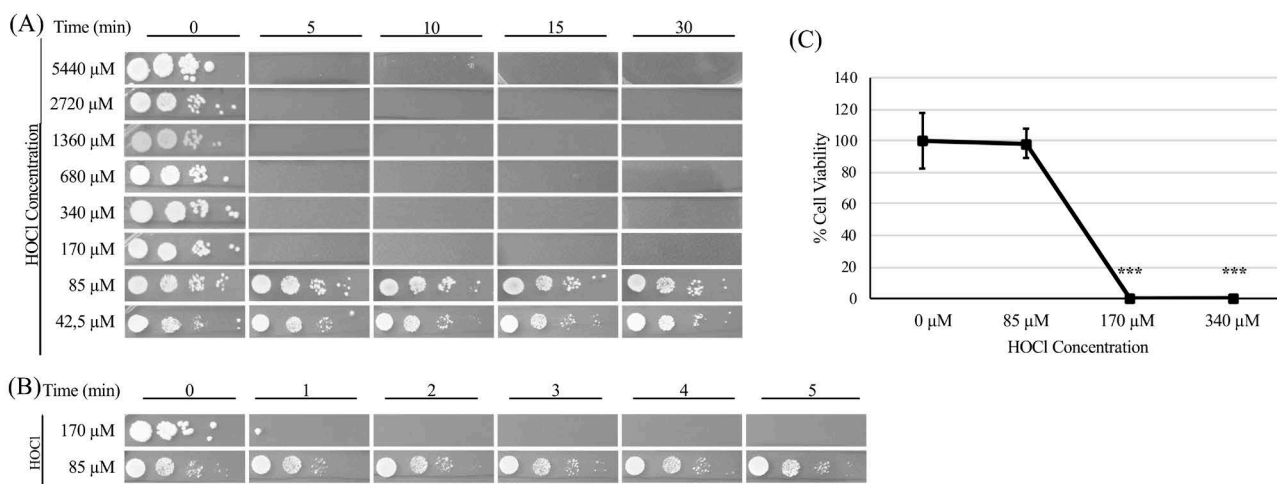 (A)
Time (min) 0 5 10 15 30
HOCl Concentration
5440 µM
2720 µM
1360 µM
680 µM
340 µM
170 µM
85 µM
42,5 µM
(B)
Time (min) 0 1 2 3 4 5
HOCl
170 µM
85 µM
(C)
% Cell Viability
140
120
100
80
60
40
20
0
*** ***
0 µM 85 µM 170 µM 340 µM
HOCl Concentration